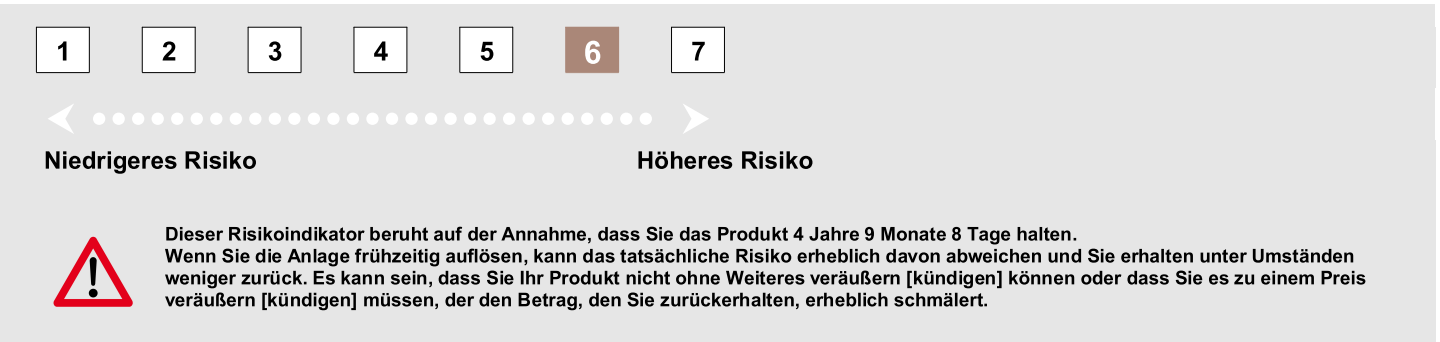 1 2 3 4 5 6 7
Niedrigeres Risiko Höheres Risiko
Dieser Risikoindikator beruht auf der Annahme, dass Sie das Produkt 4 Jahre 9 Monate 8 Tage halten.
Wenn Sie die Anlage frühzeitig auflösen, kann das tatsächliche Risiko erheblich davon abweichen und Sie erhalten unter Umständen
weniger zurück. Es kann sein, dass Sie Ihr Produkt nicht ohne Weiteres veräußern [kündigen] können oder dass Sie es zu einem Preis
veräußern [kündigen] müssen, der den Betrag, den Sie zurückerhalten, erheblich schmälert.